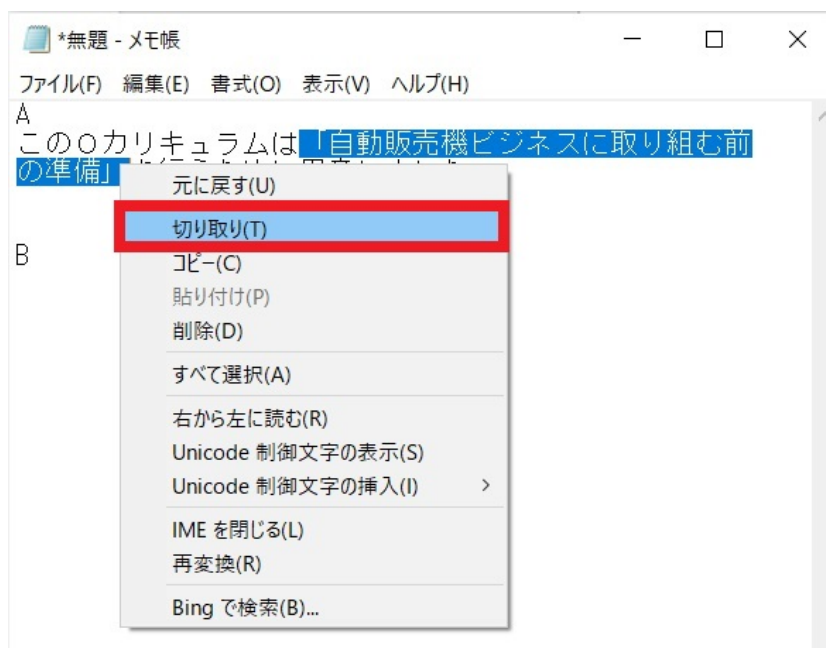 *無題 - メモ帳
ファイル(F) 編集(E) 書式(O) 表示(V) ヘルプ(H)
A
このOカリキュラムは「自動販売機ビジネスに取り組む前
の準備」
B
元に戻す(U)
切り取り(T)
コピー(C)
貼り付け(P)
削除(D)
すべて選択(A)
右から左に読む(R)
Unicode 制御文字の表示(S)
Unicode 制御文字の挿入(I)
IME を閉じる(L)
再変換(R)
Bing で検索(B)...